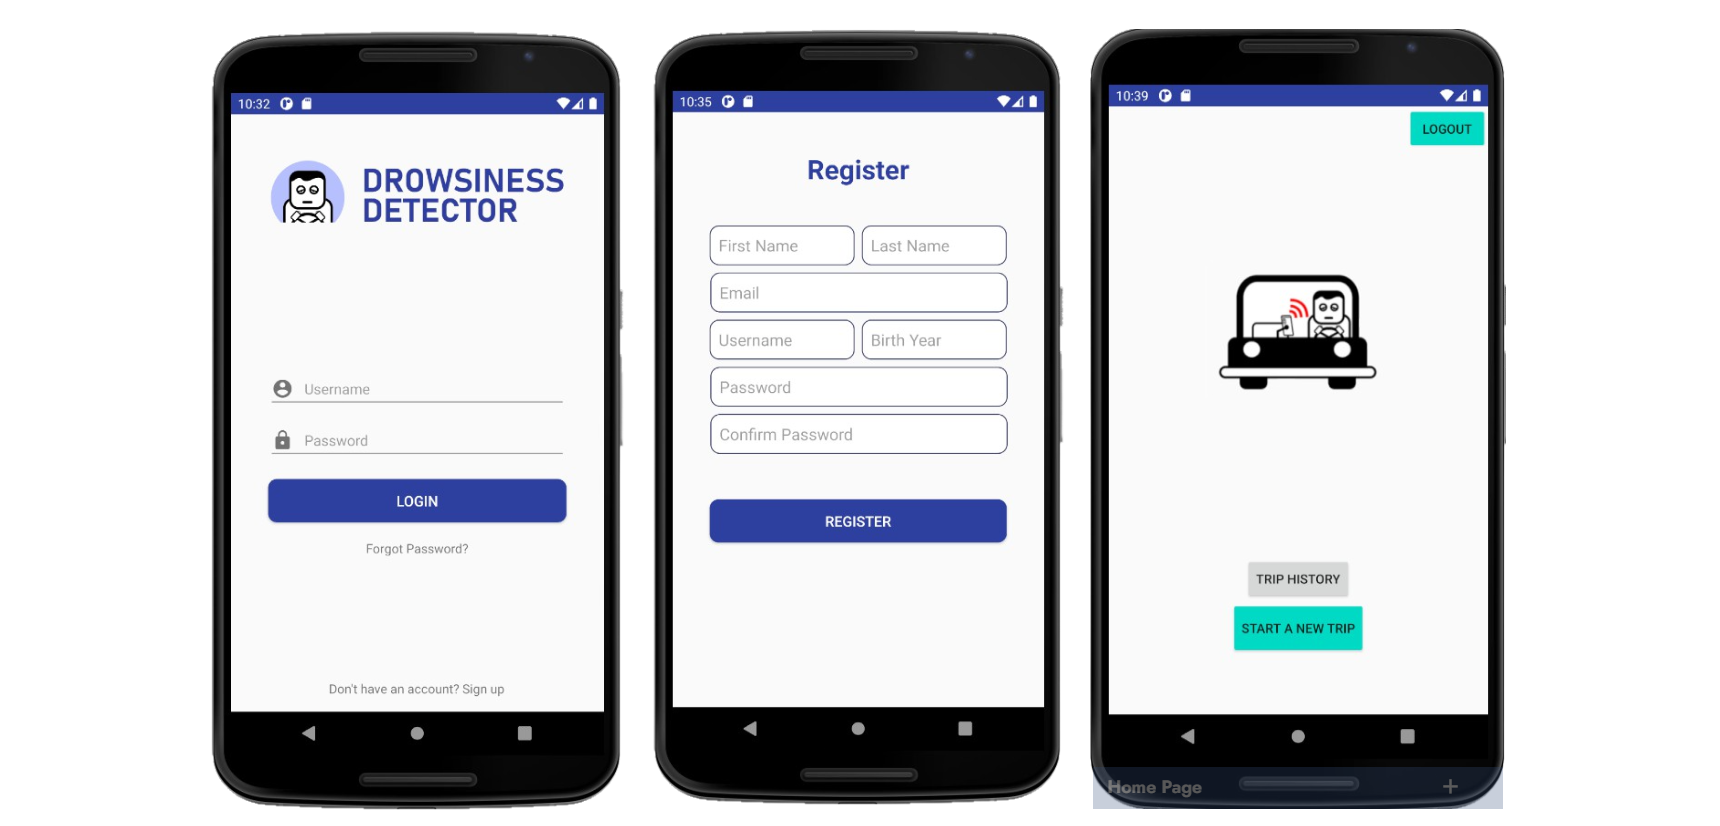 10:32
DROWSINESS
DETECTOR
Username
Password
LOGIN
Forgot Password?
Don't have an account? Sign up
10:35
Register
First Name Last Name
Email
Username Birth Year
Password
Confirm Password
REGISTER
10:39
LOGOUT
TRIP HISTORY
START A NEW TRIP
Home Page +